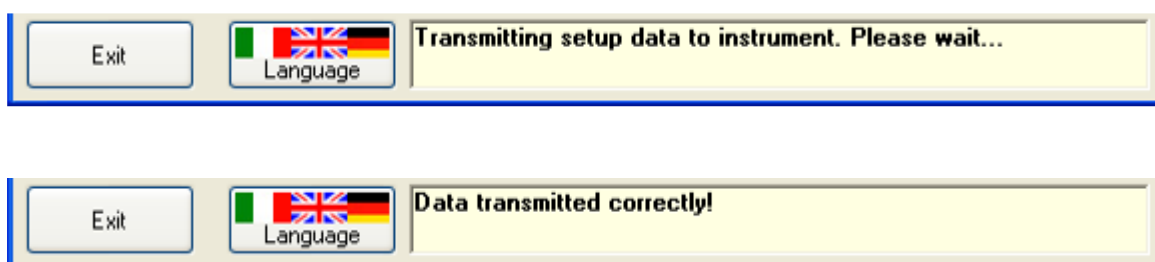 Exit
Language
Transmitting setup data to instrument. Please wait...
Exit
Language
Data transmitted correctly!